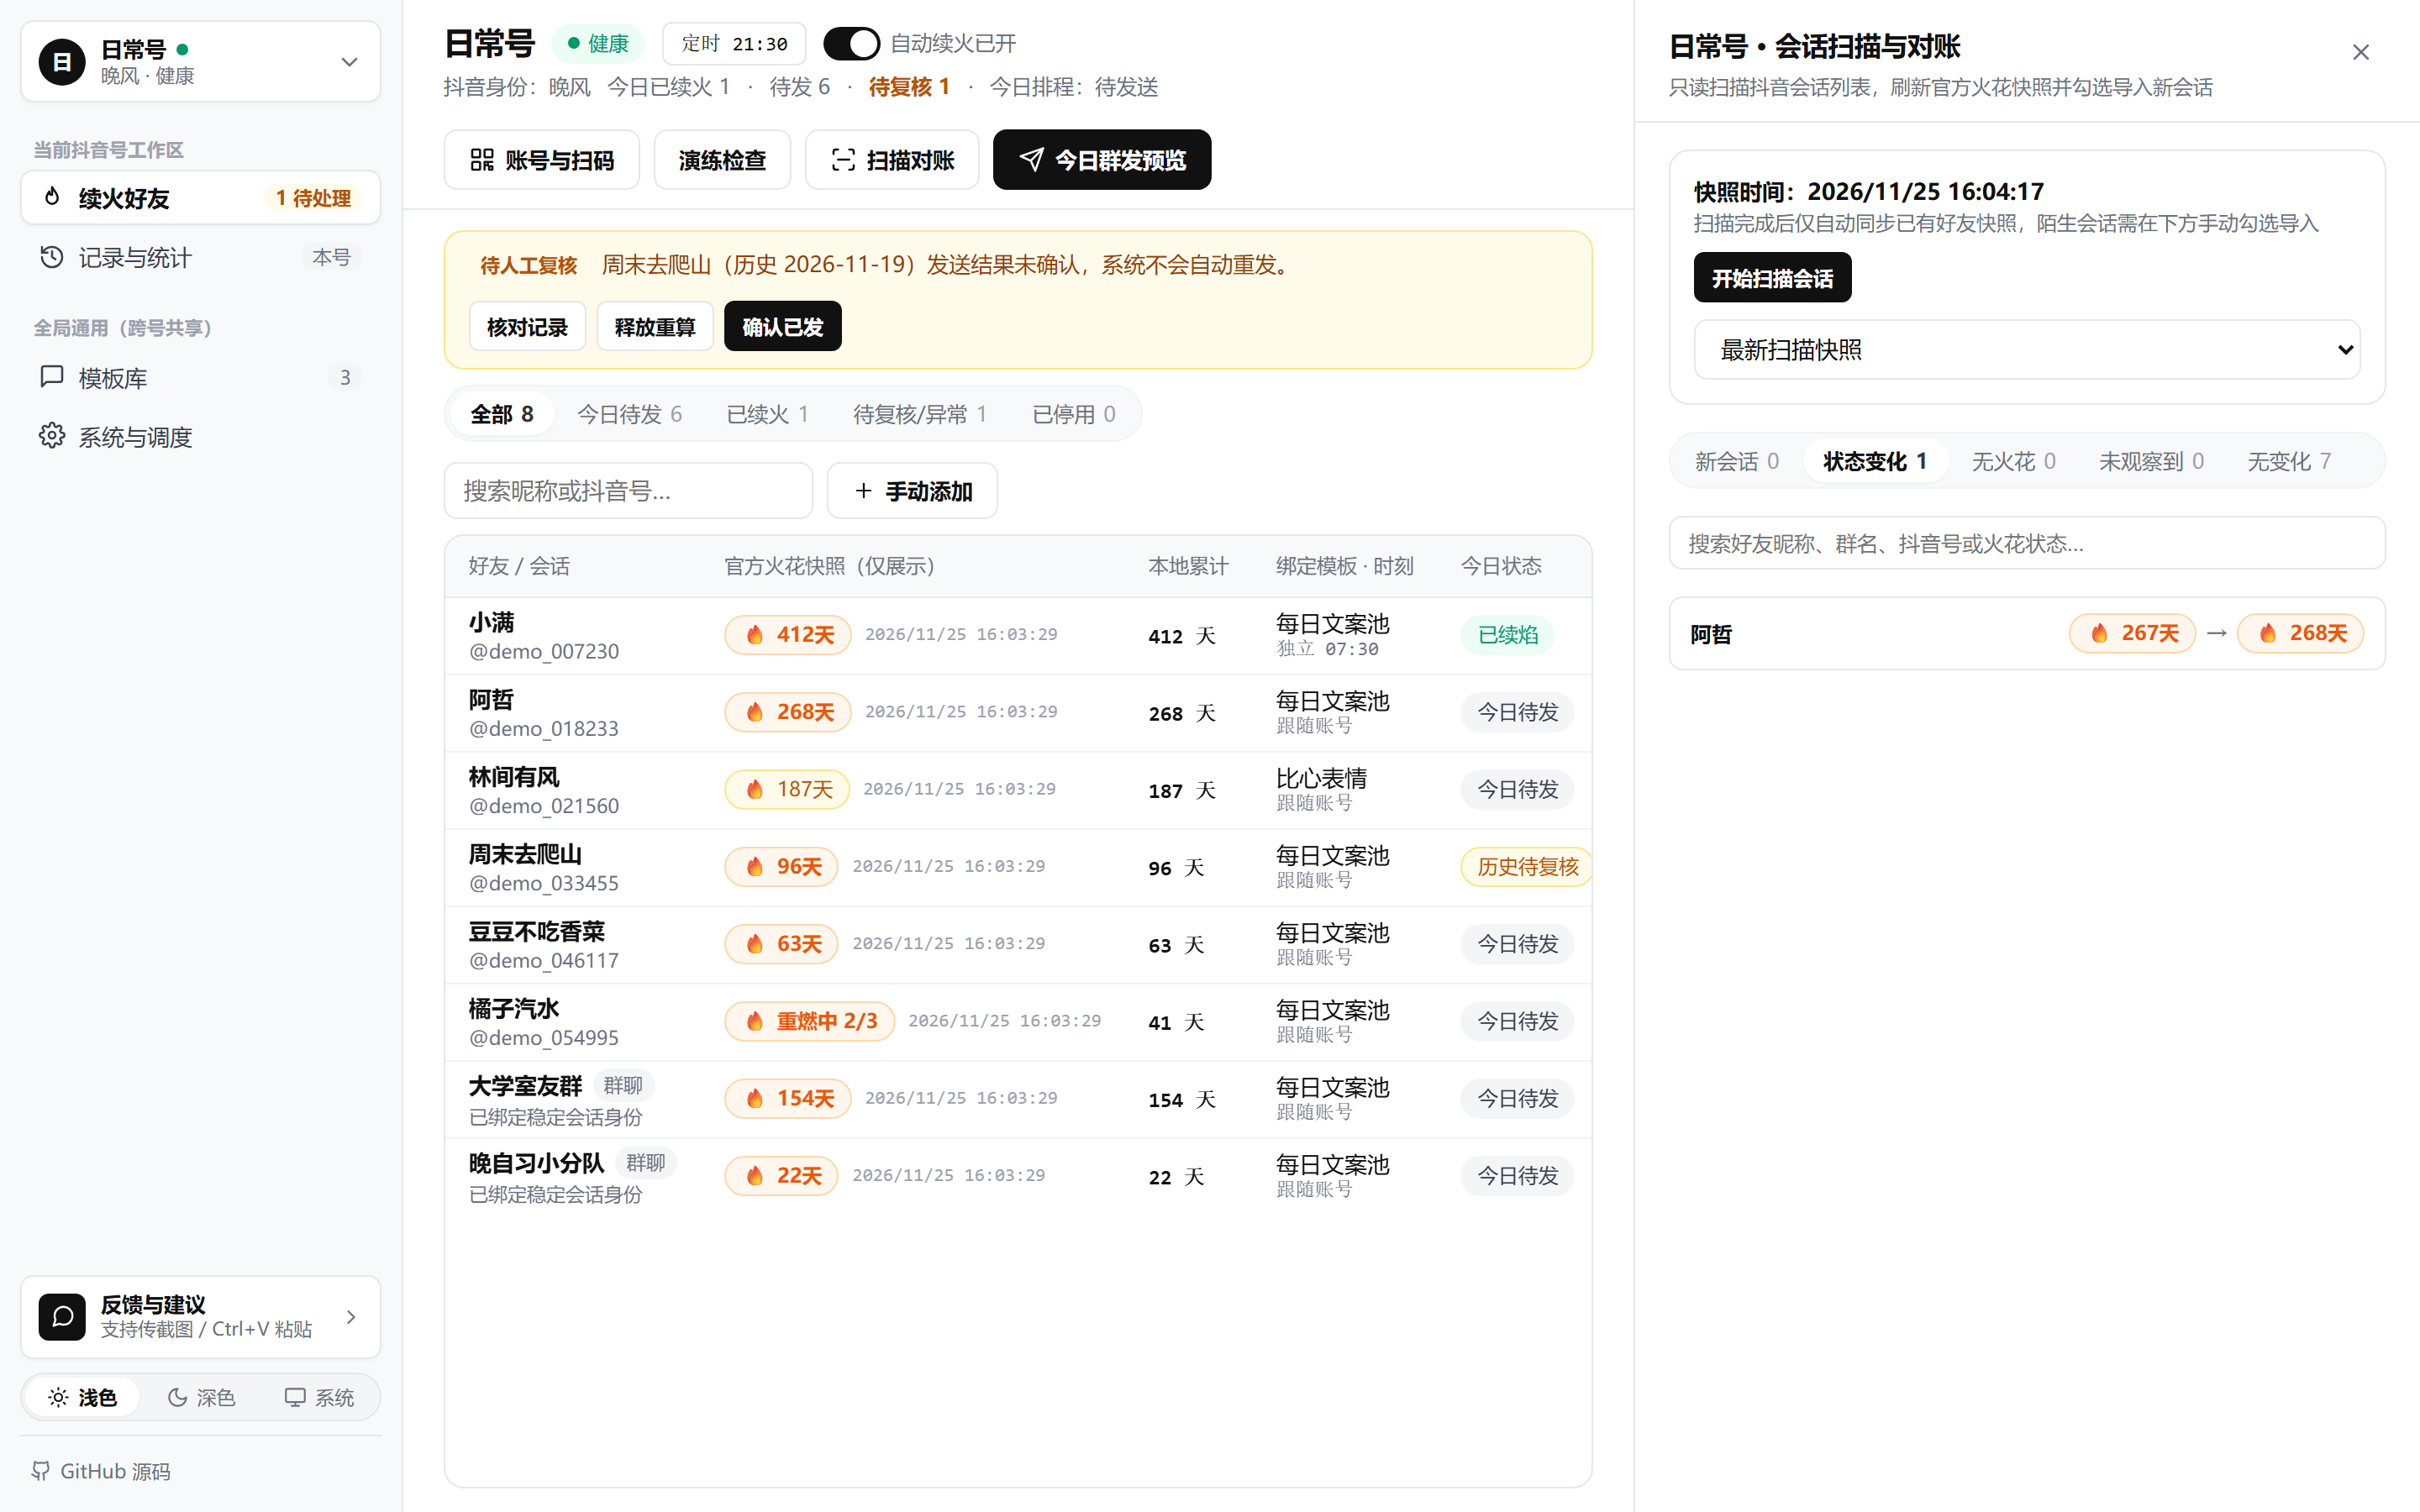 日
日常号
晚风 · 健康
当前抖音号工作区
续火好友 1 待处理
记录与统计 本号
全局通用（跨号共享）
模板库 3
系统与调度
反馈与建议
支持传截图 / Ctrl+V 粘贴
浅色 深色 系统
GitHub 源码
日常号 健康 定时 21:30 自动续火已开
抖音身份：晚风 今日已续火 1 · 待发 6 · 待复核 1 · 今日排程：待发送
账号与扫码 演练检查 扫描对账 今日群发预览
待人工复核 周末去爬山（历史 2026-11-19）发送结果未确认，系统不会自动重发。
核对记录 释放重算 确认已发
全部 8 今日待发 6 已续火 1 待复核/异常 1 已停用 0
搜索昵称或抖音号... + 手动添加
好友 / 会话 官方火花快照（仅展示） 本地累计 绑定模板 · 时刻 今日状态
小满 412天 2026/11/25 16:03:29 412 天 每日文案池 已续焰
@demo_007230 独立 07:30
阿哲 268天 2026/11/25 16:03:29 268 天 每日文案池 今日待发
@demo_018233 跟随账号
林间有风 187天 2026/11/25 16:03:29 187 天 比心表情 今日待发
@demo_021560 跟随账号
周末去爬山 96天 2026/11/25 16:03:29 96 天 每日文案池 历史待复核
@demo_033455 跟随账号
豆豆不吃香菜 63天 2026/11/25 16:03:29 63 天 每日文案池 今日待发
@demo_046117 跟随账号
橘子汽水 重燃中 2/3 2026/11/25 16:03:29 41 天 每日文案池 今日待发
@demo_054995 跟随账号
大学室友群 群聊 154天 2026/11/25 16:03:29 154 天 每日文案池 今日待发
已绑定稳定会话身份 跟随账号
晚自习小分队 群聊 22天 2026/11/25 16:03:29 22 天 每日文案池 今日待发
已绑定稳定会话身份 跟随账号
日常号 • 会话扫描与对账
只读扫描抖音会话列表，刷新官方火花快照并勾选导入新会话
快照时间：2026/11/25 16:04:17
扫描完成后仅自动同步已有好友快照，陌生会话需在下方手动勾选导入
开始扫描会话
最新扫描快照
新会话 0 状态变化 1 无火花 0 未观察到 0 无变化 7
搜索好友昵称、群名、抖音号或火花状态...
阿哲 267天 → 268天